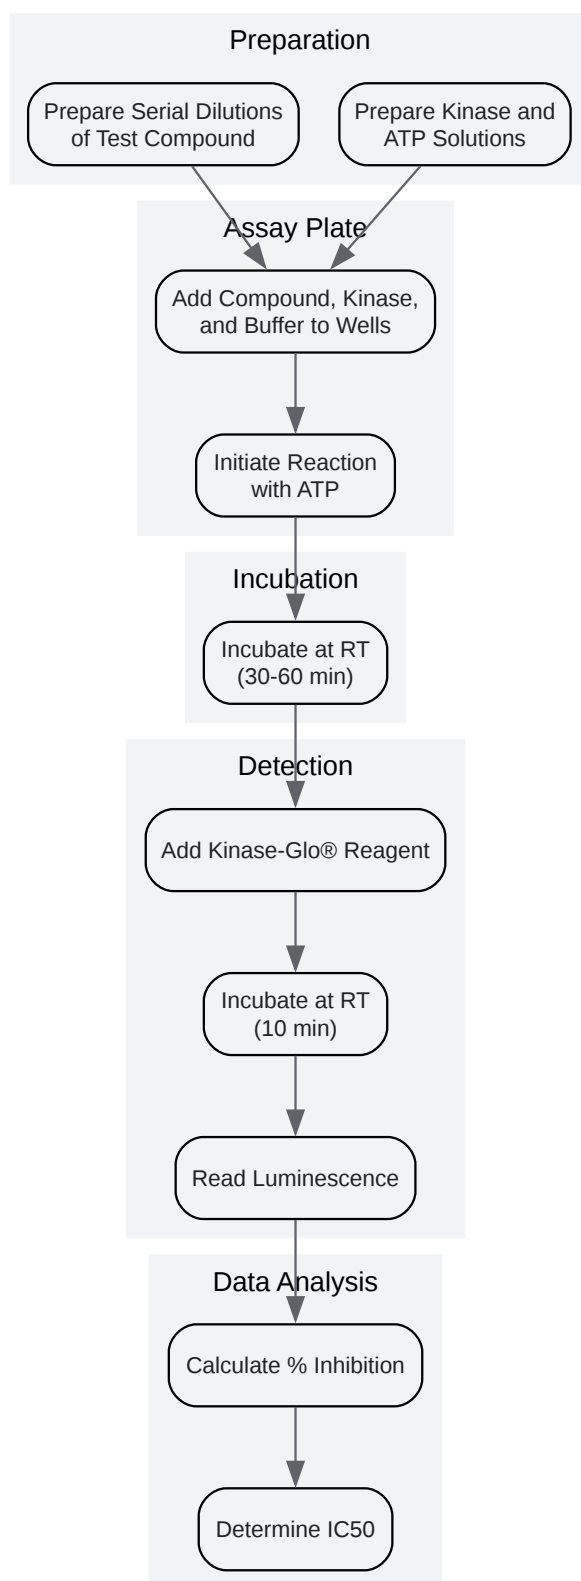 Preparation
Prepare Serial Dilutions
of Test Compound
Prepare Kinase and
ATP Solutions
Assay Plate
Add Compound, Kinase,
and Buffer to Wells
Initiate Reaction
with ATP
Incubation
Incubate at RT
(30-60 min)
Detection
Add Kinase-Glo® Reagent
Incubate at RT
(10 min)
Read Luminescence
Data Analysis
Calculate % Inhibition
Determine IC50